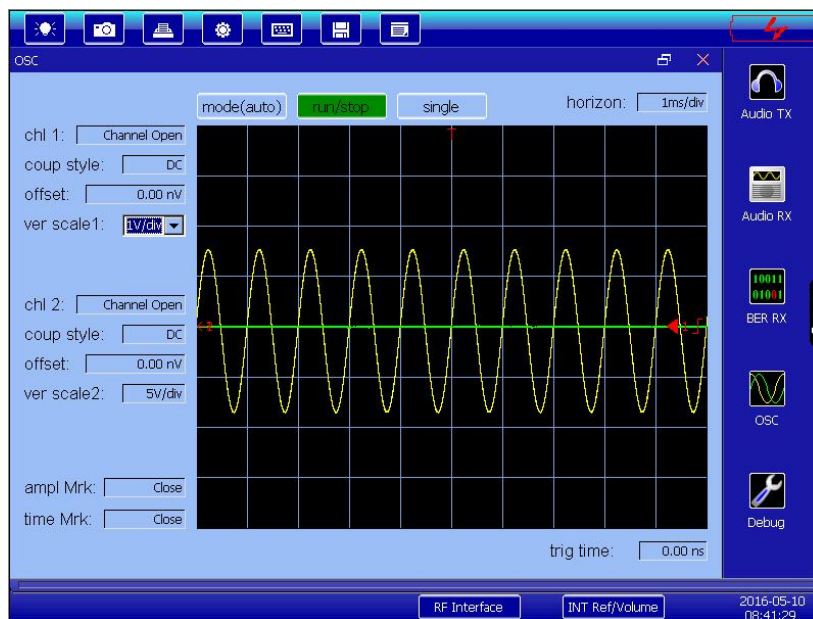 OSC
mode(auto)
run/stop
single
horizon: 1ms/div
chl 1: Channel Open
coup style: DC
offset: 0.00 nV
ver scale1: 1V/div
chl 2: Channel Open
coup style: DC
offset: 0.00 nV
ver scale2: 5V/div
ampl Mrk: Close
time Mrk: Close
trig time: 0.00 ns
Audio TX
Audio RX
10011
01001
BER RX
OSC
Debug
RF Interface
INT Ref/Volume
2016-05-10
08:41:29